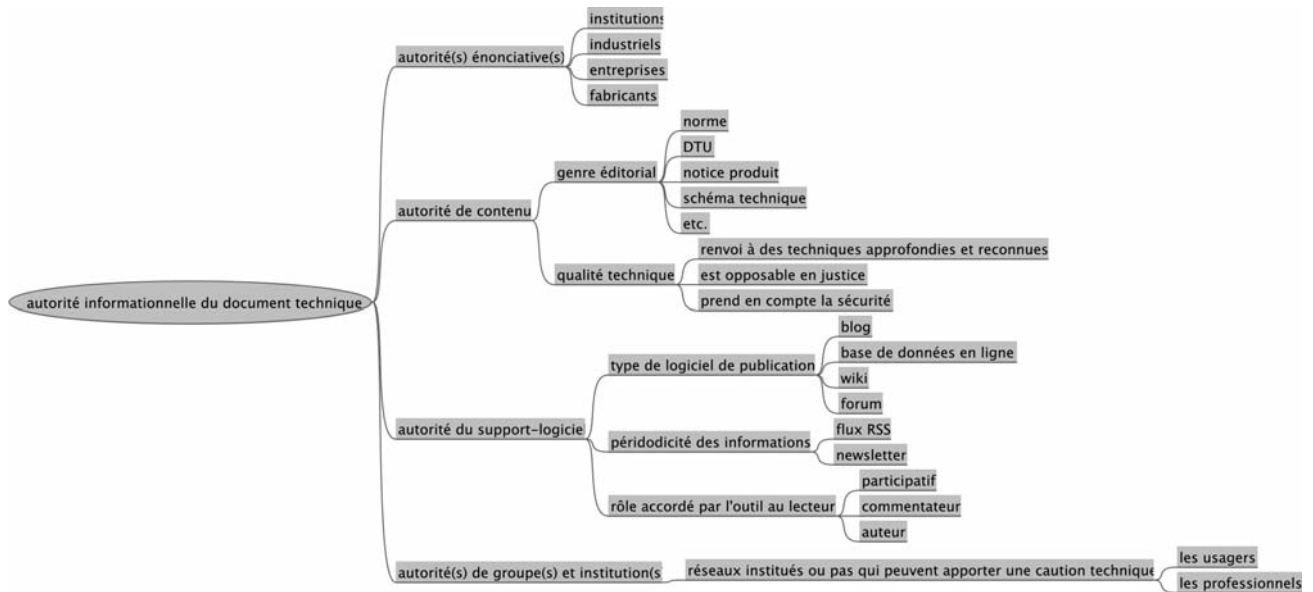 autorité informationnelle du document technique
autorité(s) énonciative(s)
institutions
industriels
entreprises
fabricants
autorité de contenu
genre éditorial
norme
DTU
notice produit
schéma technique
etc.
qualité technique
renvoi à des techniques approfondies et reconnues
est opposable en justice
prend en compte la sécurité
autorité du support-logicie
type de logiciel de publication
blog
base de données en ligne
wiki
forum
péridodicité des informations
flux RSS
newsletter
rôle accordé par l'outil au lecteur
participatif
commentateur
auteur
autorité(s) de groupe(s) et institution(s
réseaux institués ou pas qui peuvent apporter une caution technique
les usagers
les professionnels